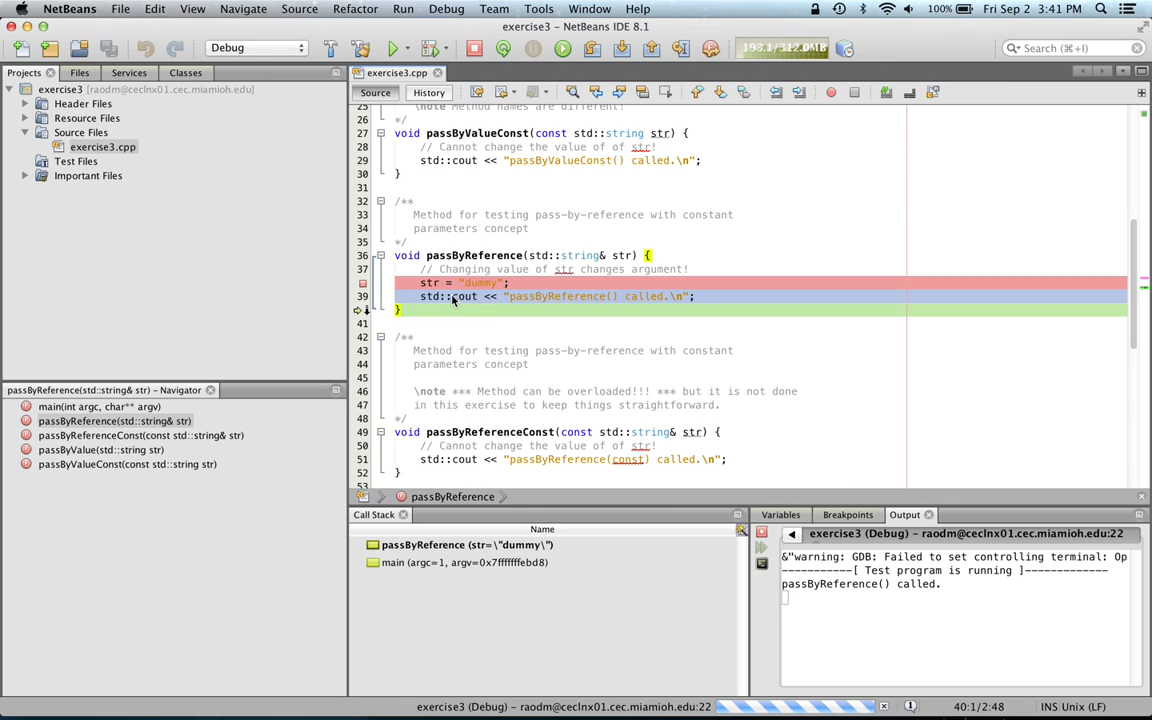 NetBeans File Edit View Navigate Source Refactor Run Debug Team Tools Window Help 100% Fri Sep 2 3:41 PM
exercise3 - NetBeans IDE 8.1
Debug 193.1/312.0MB Search (⌘+I)
Projects Files Services Classes
exercise3 [raodm@ceclnx01.cec.miamioh.edu]
Header Files
Resource Files
Source Files
exercise3.cpp
Test Files
Important Files
passByReference(std::string& str) - Navigator
main(int argc, char** argv)
passByReference(std::string& str)
passByReferenceConst(const std::string& str)
passByValue(std::string str)
passByValueConst(const std::string str)
exercise3.cpp
Source History
25 \note Method names are different!
26 */
27 void passByValueConst(const std::string str) {
28 // Cannot change the value of of str!
29 std::cout << "passByValueConst() called.\n";
30 }
31
32 /**
33 Method for testing pass-by-reference with constant
34 parameters concept
35 */
36 void passByReference(std::string& str) {
37 // Changing value of str changes argument!
str = "dummy";
39 std::cout << "passByReference() called.\n";
}
41
42 /**
43 Method for testing pass-by-reference with constant
44 parameters concept
45
46 \note *** Method can be overloaded!!! *** but it is not done
47 in this exercise to keep things straightforward.
48 */
49 void passByReferenceConst(const std::string& str) {
50 // Cannot change the value of of str!
51 std::cout << "passByReference(const) called.\n";
52 }
53
passByReference
Call Stack
Name
passByReference (str=\"dummy\")
main (argc=1, argv=0x7fffffffebd8)
Variables Breakpoints Output
exercise3 (Debug) - raodm@ceclnx01.cec.miamioh.edu:22
&"warning: GDB: Failed to set controlling terminal: Op
-----------[ Test program is running ]-------------
passByReference() called.
exercise3 (Debug) - raodm@ceclnx01.cec.miamioh.edu:22 40:1/2:48 INS Unix (LF)